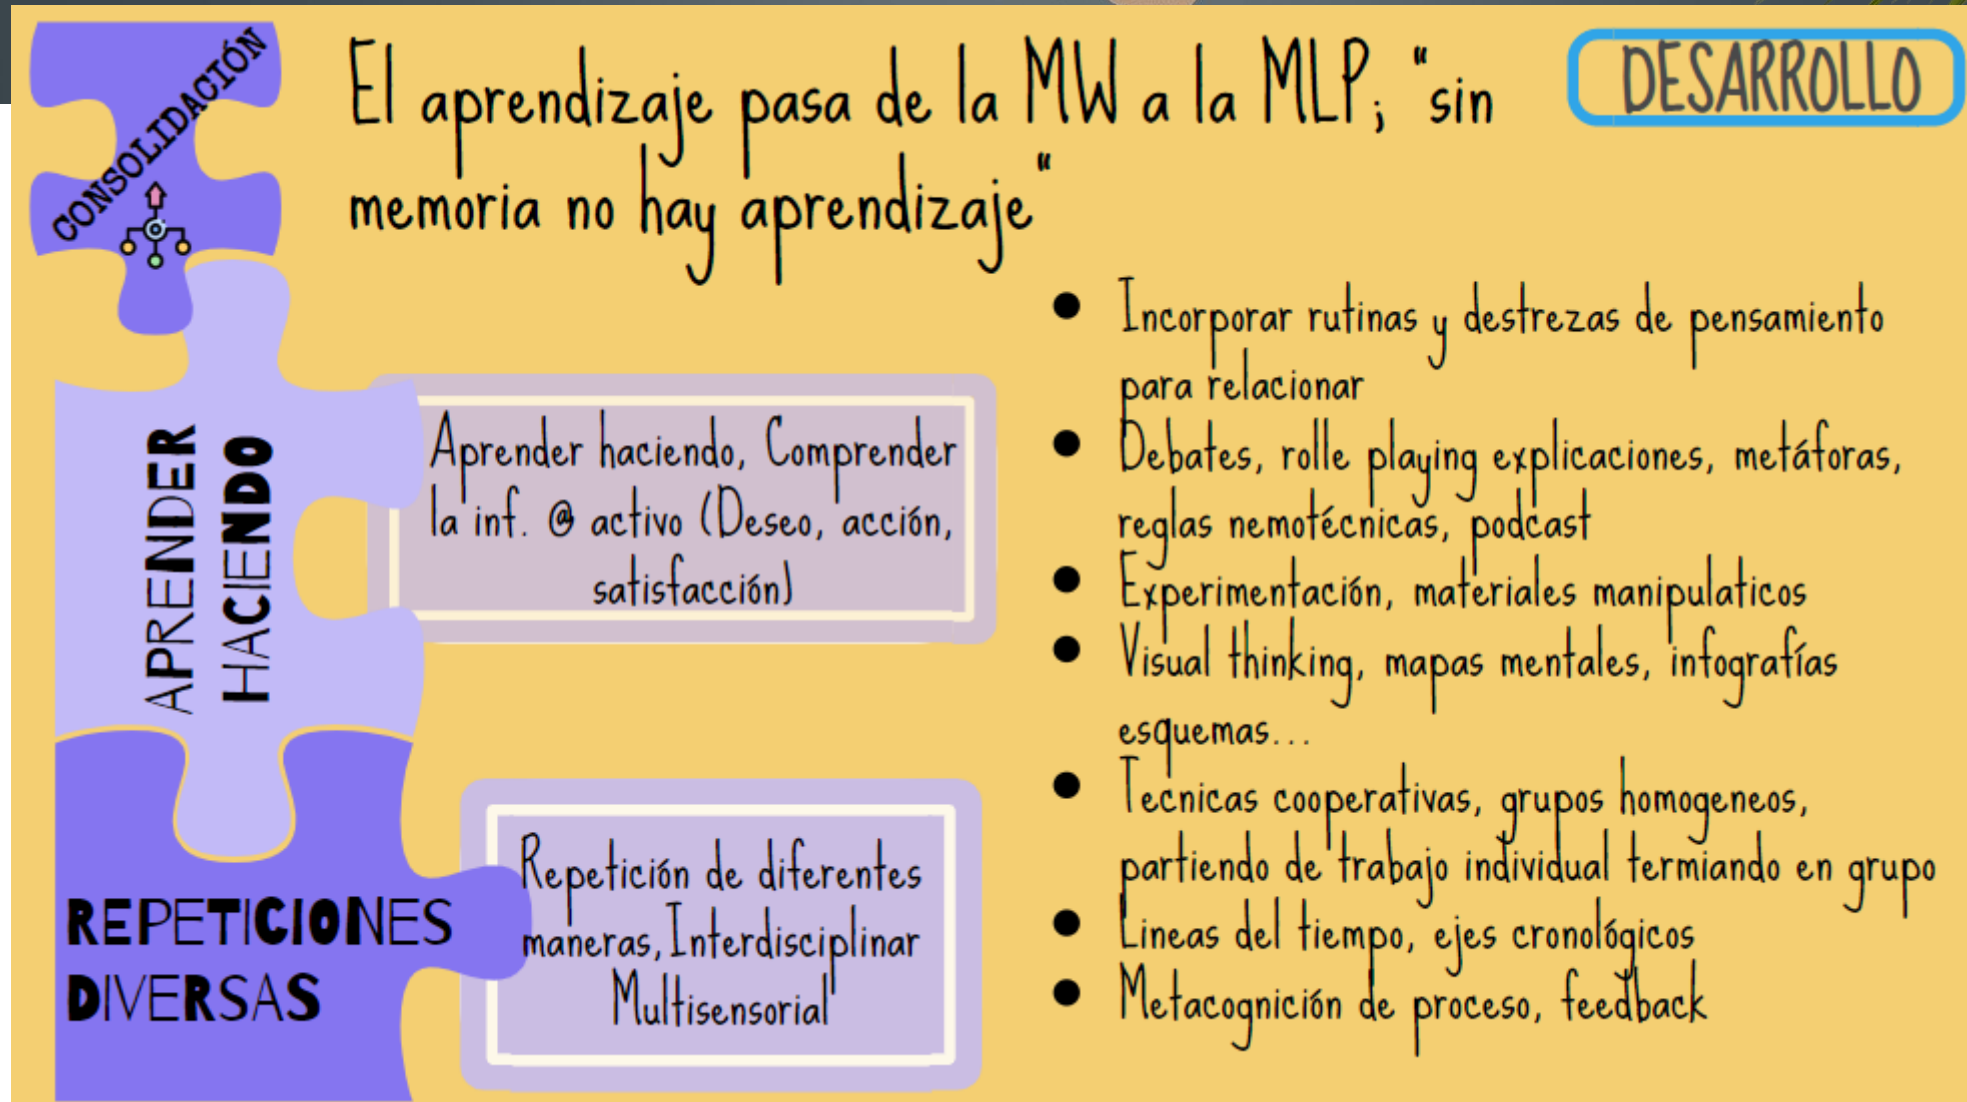 CONSOLIDACIÓN
El aprendizaje pasa de la MW a la MLP; "sin
memoria no hay aprendizaje"
DESARROLLO
APRENDER
HACIENDO
Aprender haciendo, Comprender
la inf. @ activo (Deseo, acción,
satisfacción)
REPETICIONES
DIVERSAS
Repetición de diferentes
maneras, Interdisciplinar
Multisensorial
● Incorporar rutinas y destrezas de pensamiento
para relacionar
● Debates, rolle playing explicaciones, metáforas,
reglas nemotécnicas, podcast
● Experimentación, materiales manipulaticos
● Visual thinking, mapas mentales, infografías
esquemas...
● Tecnicas cooperativas, grupos homogeneos,
partiendo de trabajo individual termiando en grupo
● Lineas del tiempo, ejes cronológicos
● Metacognición de proceso, feedback